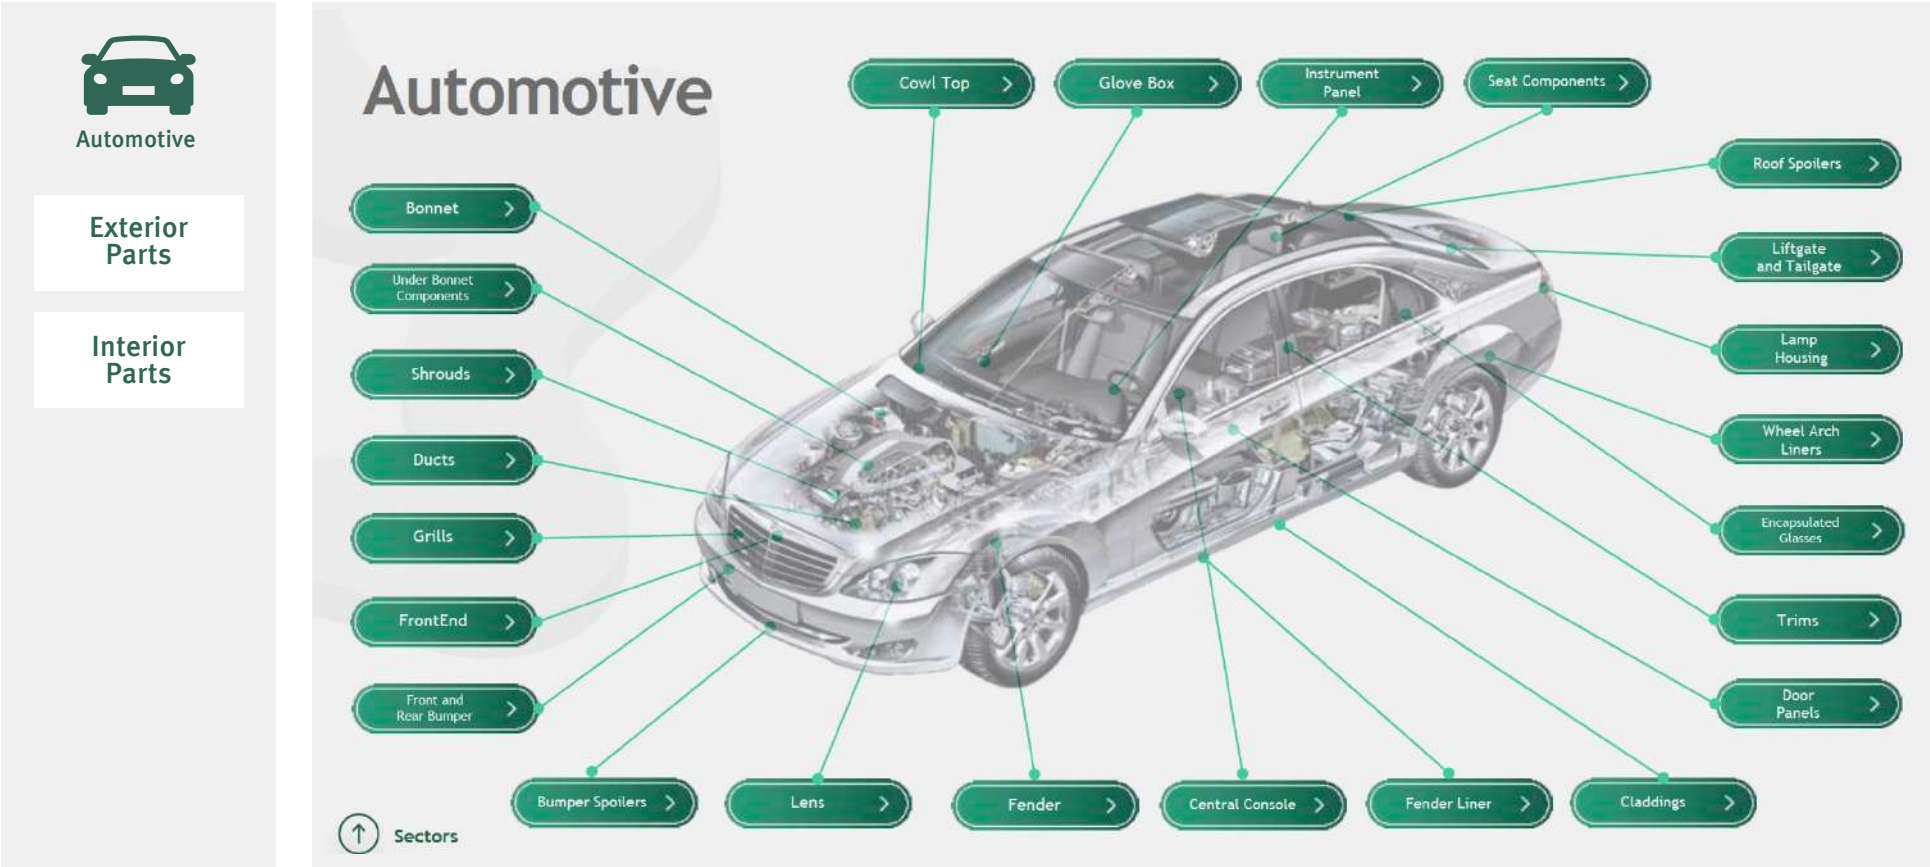 Automotive
Exterior
Parts
Interior
Parts
Automotive
Cowl Top
Glove Box
Instrument
Panel
Seat Components
Roof Spoilers
Liftgate
and Tailgate
Lamp
Housing
Wheel Arch
Liners
Encapsulated
Glasses
Trims
Door
Panels
Bonnet
Under Bonnet
Components
Shrouds
Ducts
Grills
FrontEnd
Front and
Rear Bumper
Bumper Spoilers
Lens
Fender
Central Console
Fender Liner
Claddings
Sectors